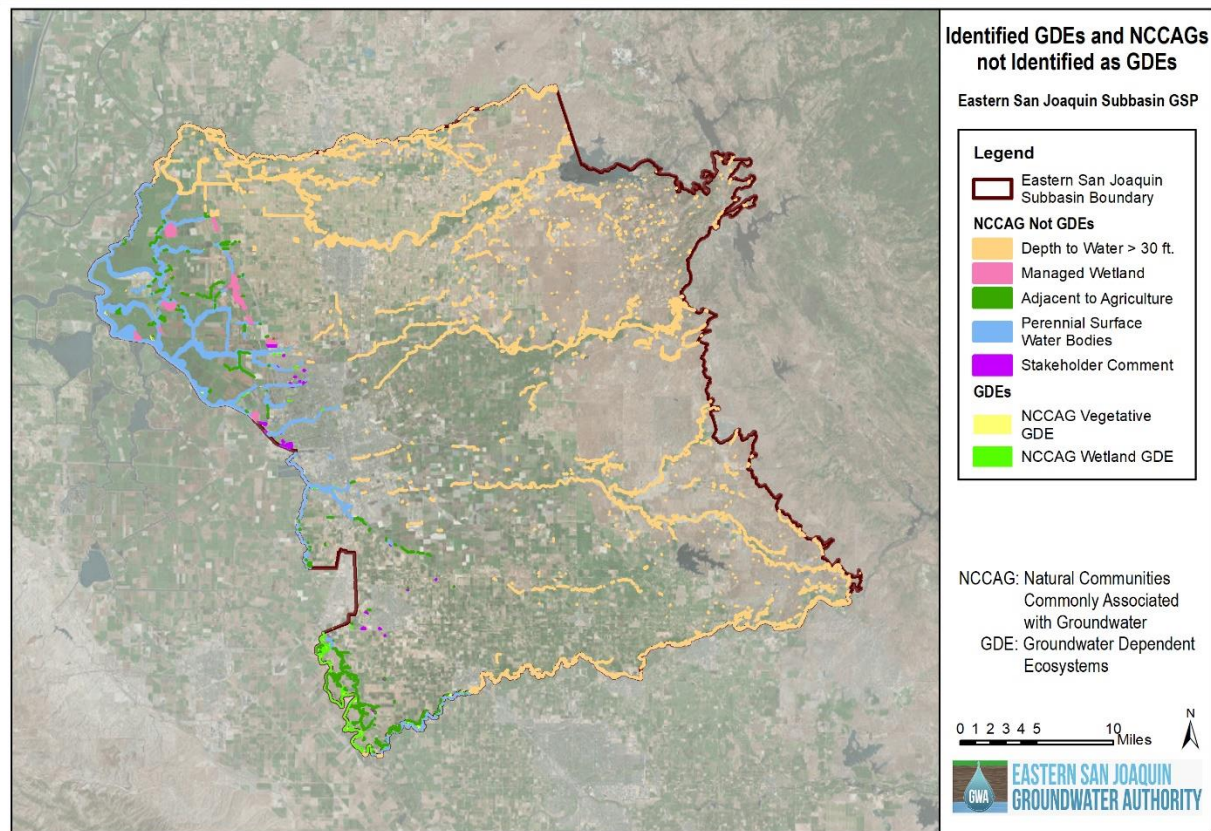 Identified GDEs and NCCAGs
not Identified as GDEs
Eastern San Joaquin Subbasin GSP
Legend
Eastern San Joaquin
Subbasin Boundary
NCCAG Not GDEs
Depth to Water > 30 ft.
Managed Wetland
Adjacent to Agriculture
Perennial Surface
Water Bodies
Stakeholder Comment
GDEs
NCCAG Vegetative
GDE
NCCAG Wetland GDE
NCCAG: Natural Communities
Commonly Associated
with Groundwater
GDE: Groundwater Dependent
Ecosystems
0 1 2 3 4 5 10
Miles
N
GWA
EASTERN SAN JOAQUIN
GROUNDWATER AUTHORITY